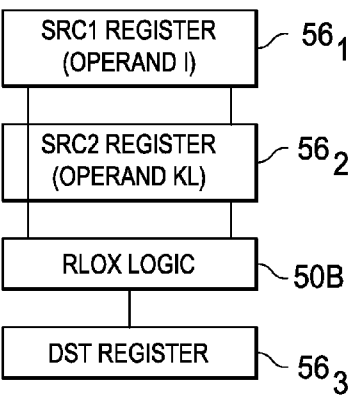 SRC1 REGISTER
(OPERAND I)
56₁
SRC2 REGISTER
(OPERAND KL)
56₂
RLOX LOGIC
50B
DST REGISTER
56₃